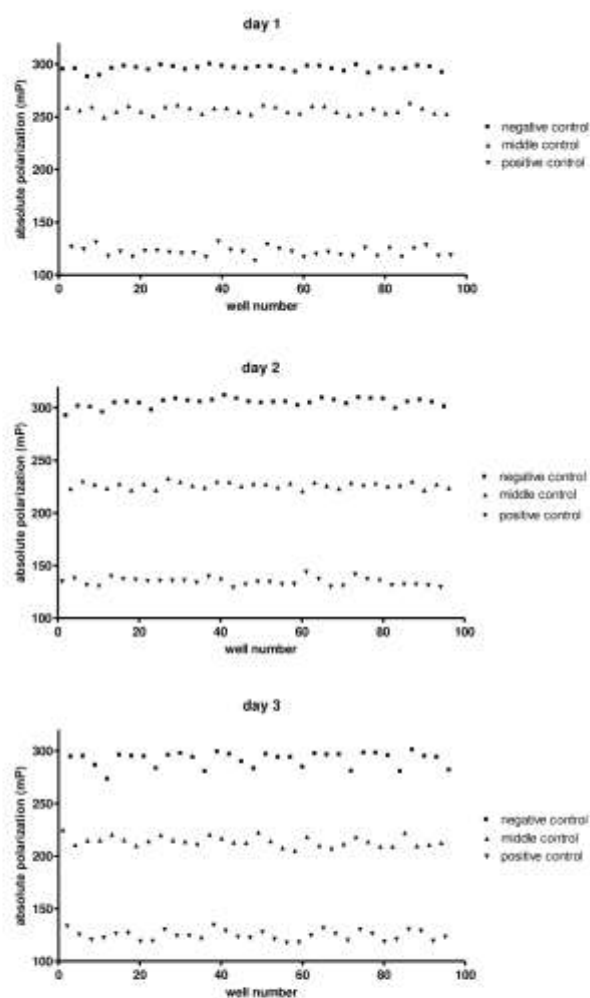 day 1
absolute polarization (mP)
300
250
200
150
100
0 20 40 60 80 100
well number
negative control
middle control
positive control
day 2
absolute polarization (mP)
300
250
200
150
100
0 20 40 60 80 100
well number
negative control
middle control
positive control
day 3
absolute polarization (mP)
300
250
200
150
100
0 20 40 60 80 100
well number
negative control
middle control
positive control